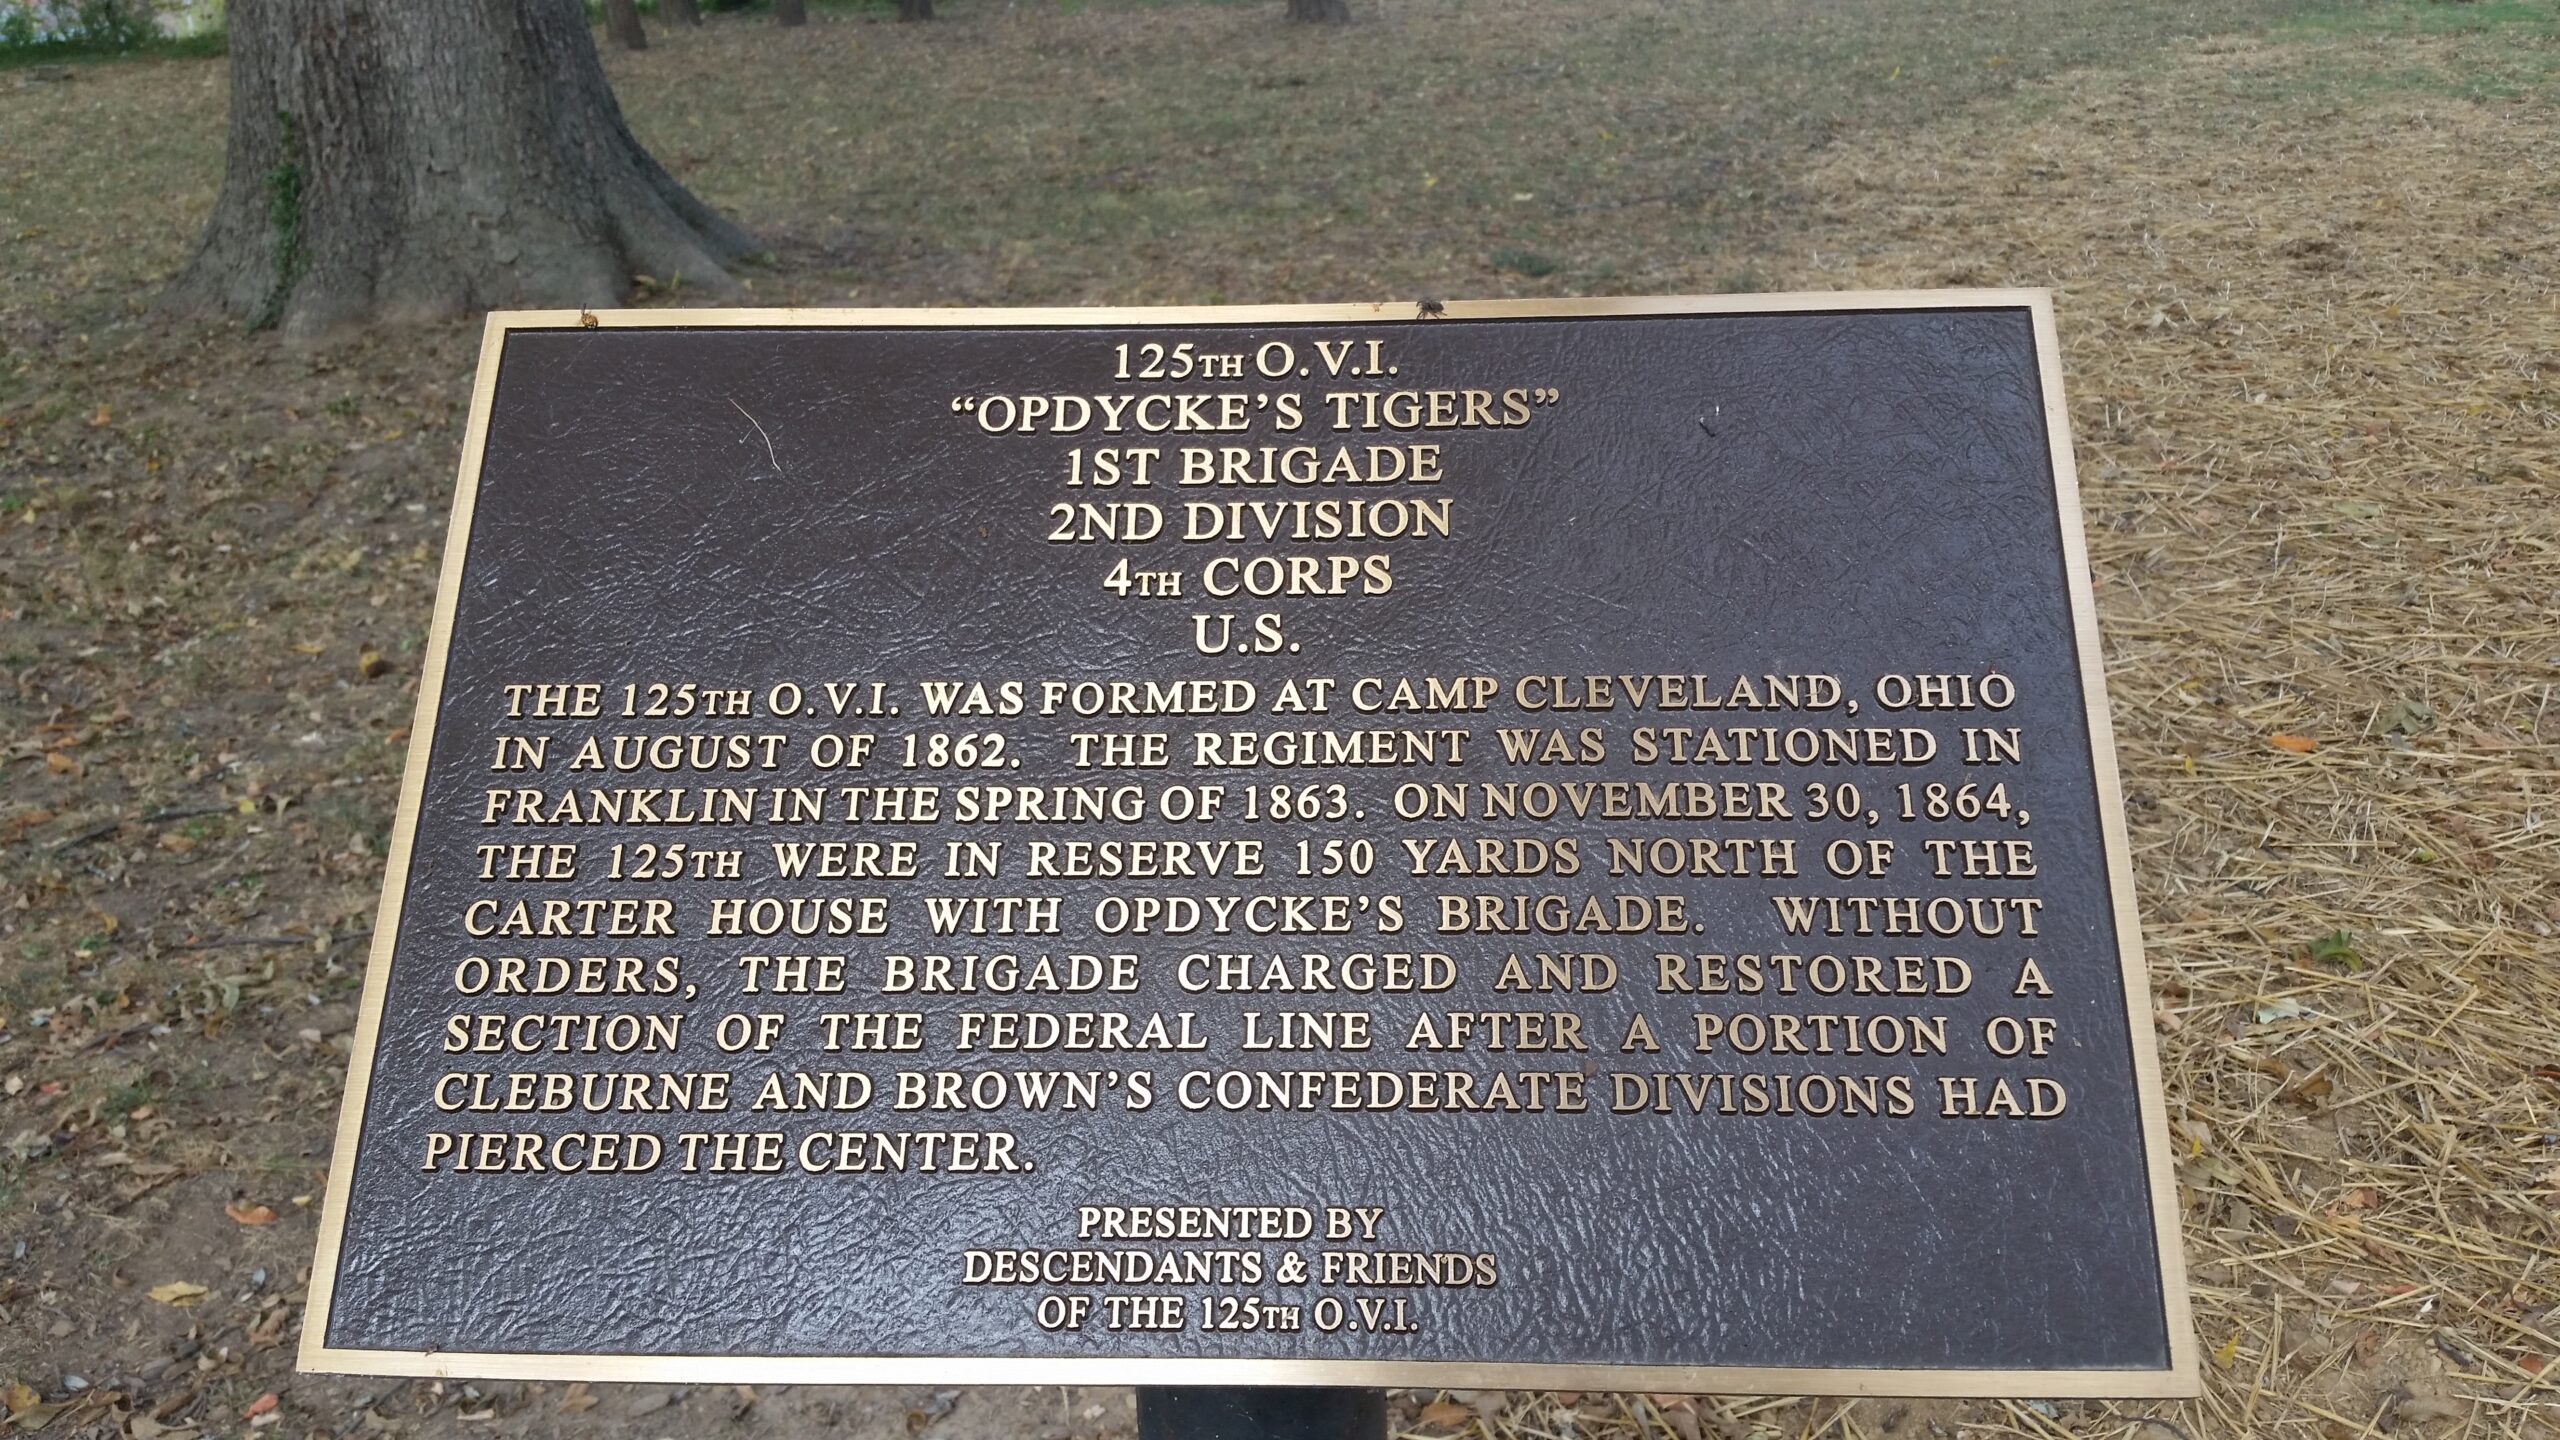 125TH O.V.I.
“OPDYCKE’S TIGERS”
1ST BRIGADE
2ND DIVISION
4TH CORPS
U.S.
THE 125TH O.V.I. WAS FORMED AT CAMP CLEVELAND, OHIO
IN AUGUST OF 1862. THE REGIMENT WAS STATIONED IN
FRANKLIN IN THE SPRING OF 1863. ON NOVEMBER 30, 1864,
THE 125TH WERE IN RESERVE 150 YARDS NORTH OF THE
CARTER HOUSE WITH OPDYCKE’S BRIGADE. WITHOUT
ORDERS, THE BRIGADE CHARGED AND RESTORED A
SECTION OF THE FEDERAL LINE AFTER A PORTION OF
CLEBURNE AND BROWN’S CONFEDERATE DIVISIONS HAD
PIERCED THE CENTER.
PRESENTED BY
DESCENDANTS & FRIENDS
OF THE 125TH O.V.I.